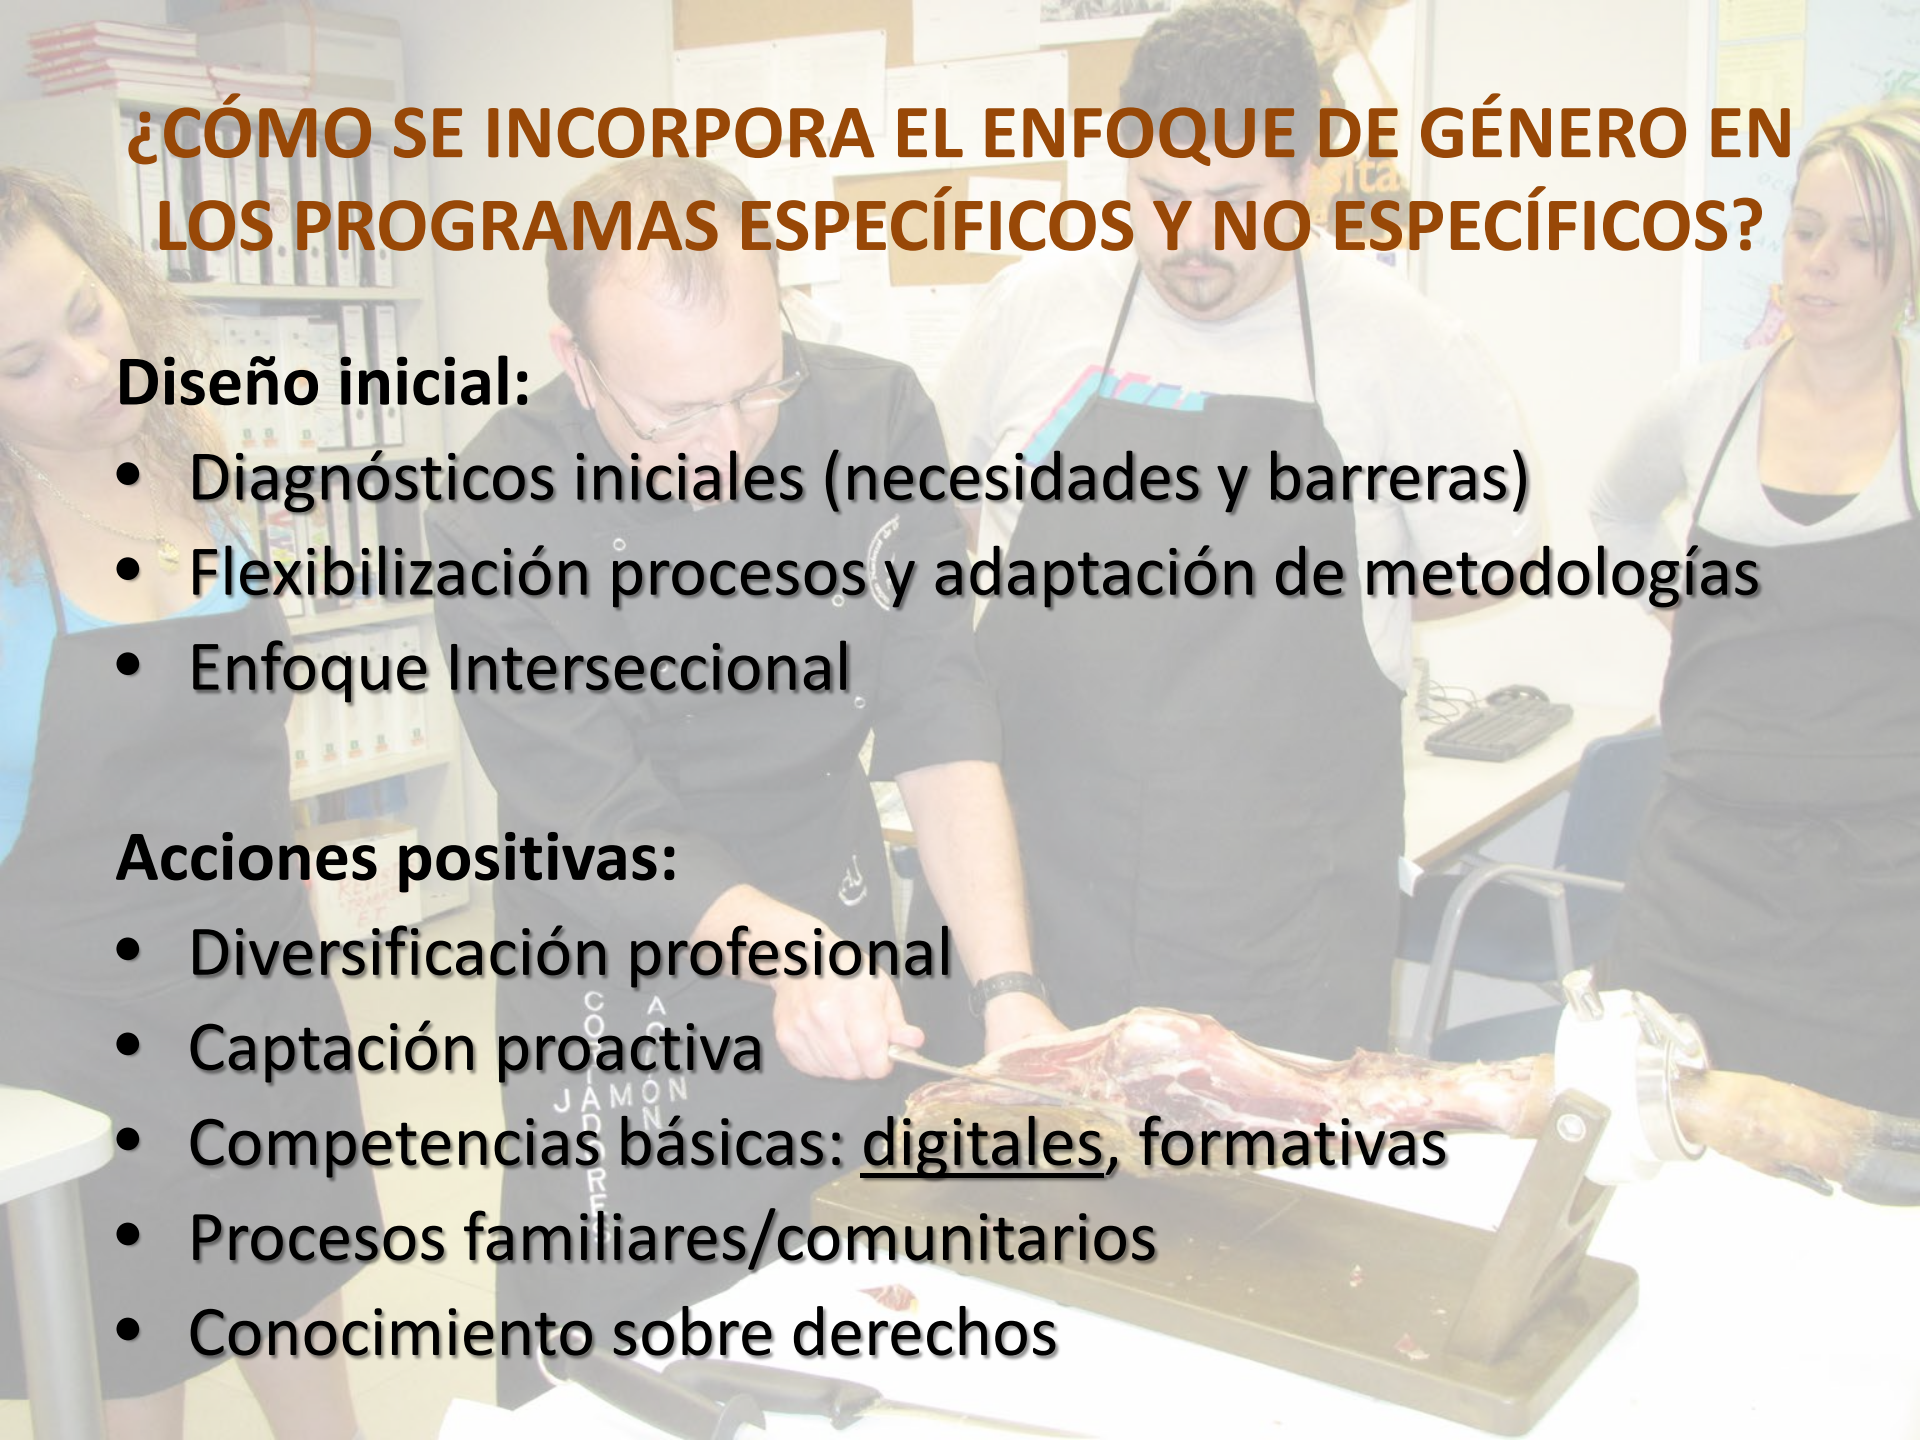 ¿CÓMO SE INCORPORA EL ENFOQUE DE GÉNERO EN
LOS PROGRAMAS ESPECÍFICOS Y NO ESPECÍFICOS?
Diseño inicial:
• Diagnósticos iniciales (necesidades y barreras)
• Flexibilización procesos y adaptación de metodologías
• Enfoque Interseccional
Acciones positivas:
• Diversificación profesional
• Captación proactiva
• Competencias básicas: digitales, formativas
• Procesos familiares/comunitarios
• Conocimiento sobre derechos
JAMÓN